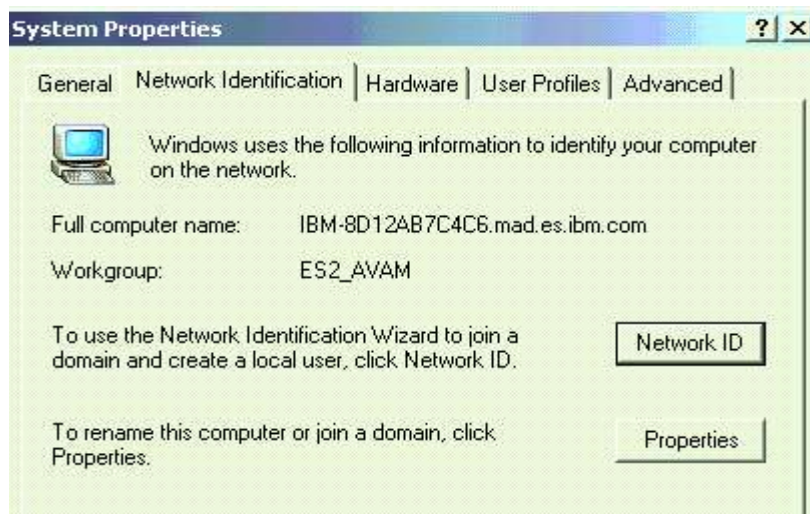 System Properties ? ×
General Network Identification Hardware User Profiles Advanced
Windows uses the following information to identify your computer
on the network.
Full computer name: IBM-8D12AB7C4C6.mad.es.ibm.com
Workgroup: ES2_AVAM
To use the Network Identification Wizard to join a
domain and create a local user, click Network ID.
Network ID
To rename this computer or join a domain, click
Properties.
Properties